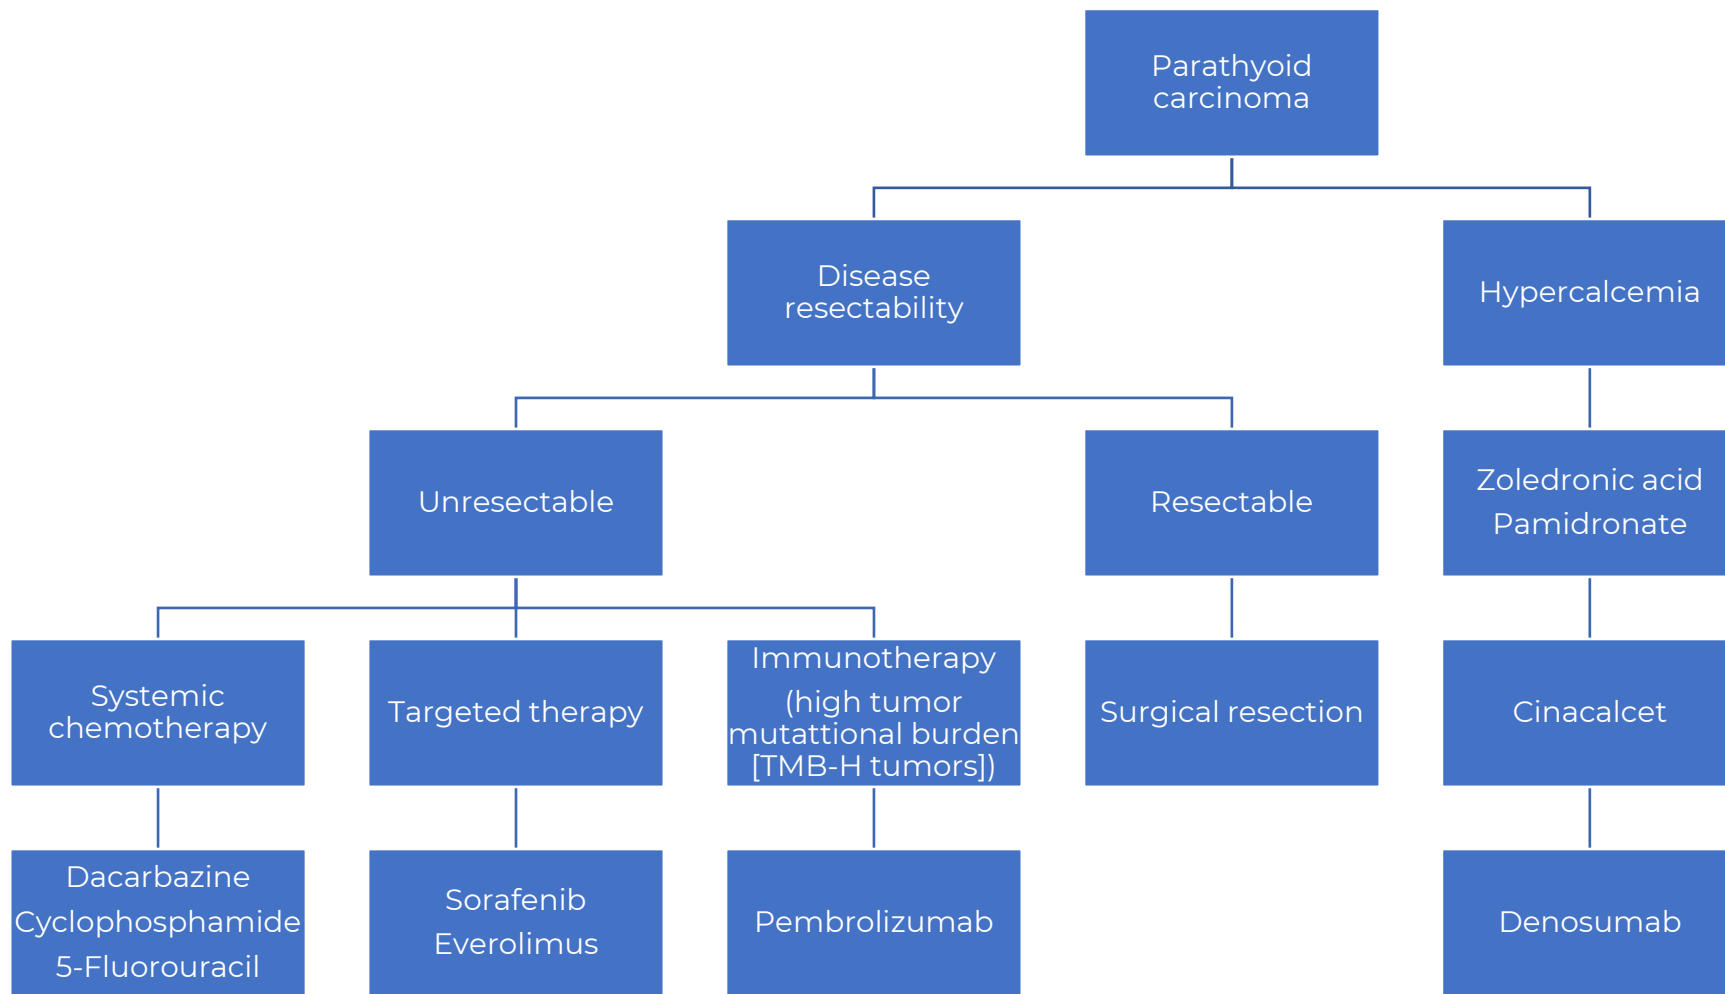 Parathyoid
carcinoma
Disease
resectability
Hypercalcemia
Unresectable
Resectable
Zoledronic acid
Pamidronate
Systemic
chemotherapy
Targeted therapy
Immunotherapy
(high tumor
mutattional burden
[TMB-H tumors])
Surgical resection
Cinacalcet
Dacarbazine
Cyclophosphamide
5-Fluorouracil
Sorafenib
Everolimus
Pembrolizumab
Denosumab